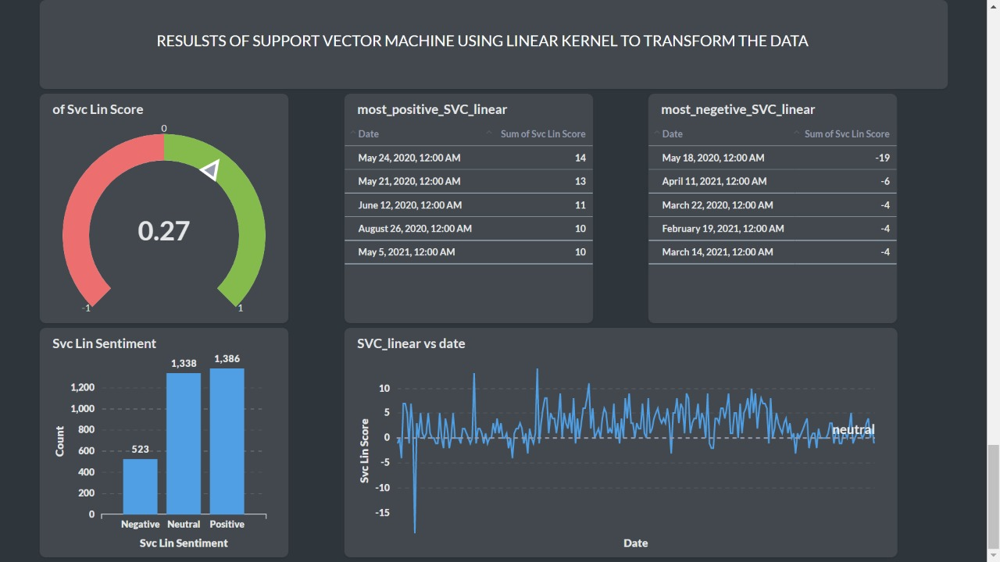 RESULSTS OF SUPPORT VECTOR MACHINE USING LINEAR KERNEL TO TRANSFORM THE DATA
of Svc Lin Score
0
0.27
-1
1
most_positive_SVC_linear
Date Sum of Svc Lin Score
May 24, 2020, 12:00 AM 14
May 21, 2020, 12:00 AM 13
June 12, 2020, 12:00 AM 11
August 26, 2020, 12:00 AM 10
May 5, 2021, 12:00 AM 10
most_negetive_SVC_linear
Date Sum of Svc Lin Score
May 18, 2020, 12:00 AM -19
April 11, 2021, 12:00 AM -6
March 22, 2021, 12:00 AM -4
February 19, 2021, 12:00 AM -4
March 14, 2021, 12:00 AM -4
Svc Lin Sentiment
1,386
1,338
523
1,200
1,000
800
600
400
200
0
Count
Negative Neutral Positive
Svc Lin Sentiment
SVC_linear vs date
10
5
0
-5
-10
-15
Svc Lin Score
neutral
Date